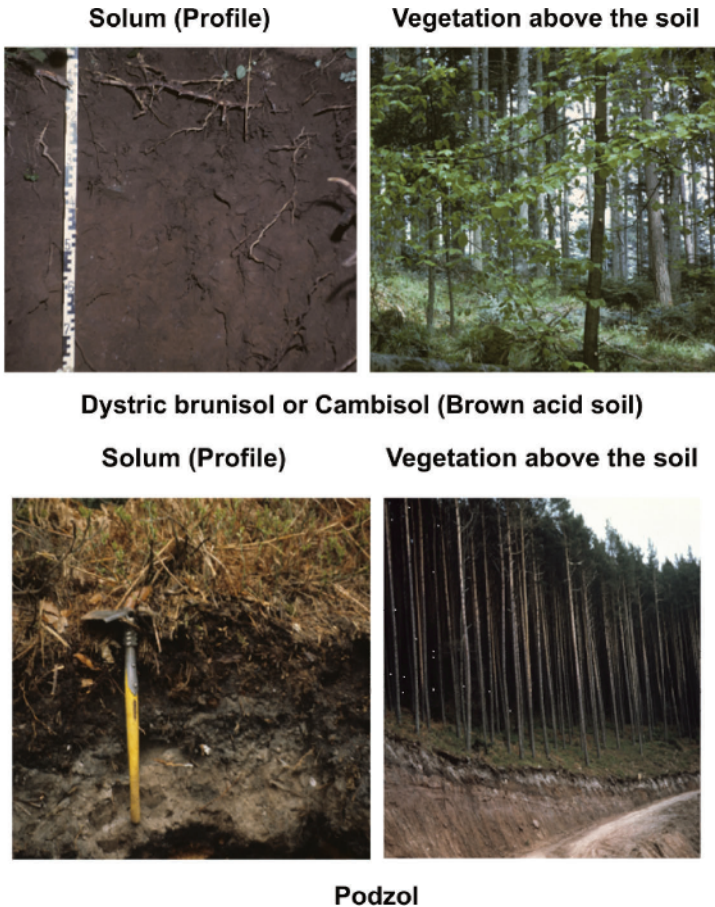 Solum (Profile)
Vegetation above the soil
Dystric brunisol or Cambisol (Brown acid soil)
Solum (Profile)
Vegetation above the soil
Podzol